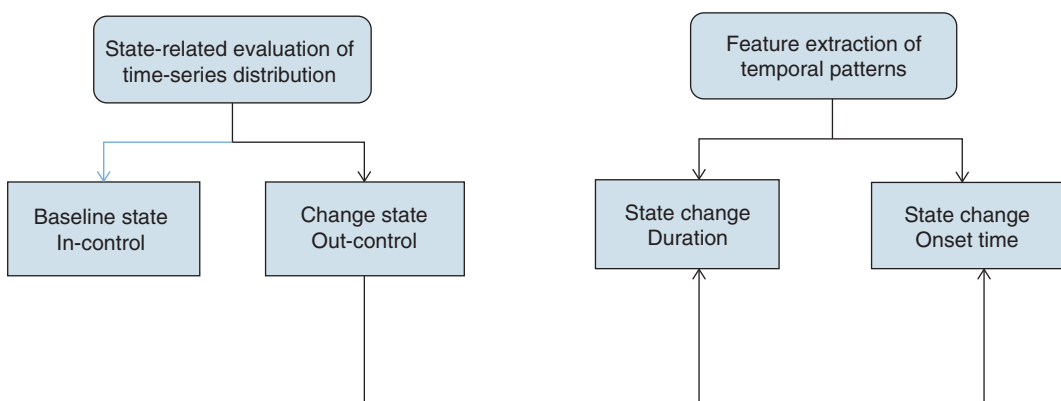 State-related evaluation of
time-series distribution
Baseline state
In-control
Change state
Out-control
Feature extraction of
temporal patterns
State change
Duration
State change
Onset time